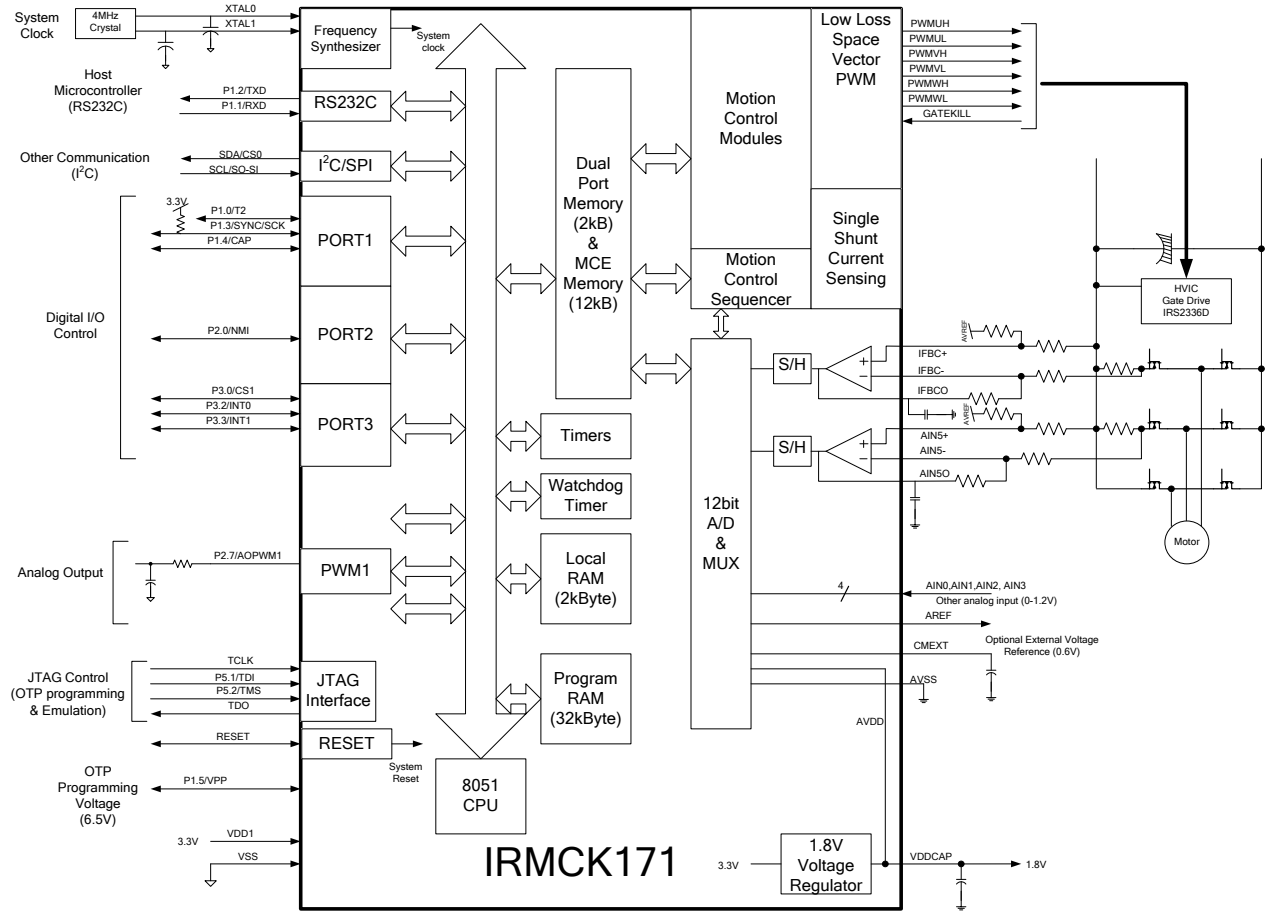 System
Clock
4MHz
Crystal
XTAL0
XTAL1
Frequency
Synthesizer
System
clock
Host
Microcontroller
(RS232C)
P1.2/TXD
P1.1/RXD
RS232C
Other Communication
(I2C)
SDA/CS0
SCL/SO-SI
I2C/SPI
Digital I/O
Control
3.3V
P1.0/T2
P1.3/SYNC/SCK
P1.4/CAP
PORT1
P2.0/NMI
PORT2
P3.0/CS1
P3.2/INT0
P3.3/INT1
PORT3
Analog Output
P2.7/AOPWM1
PWM1
JTAG Control
(OTP programming
& Emulation)
TCLK
P5.1/TDI
P5.2/TMS
TDO
JTAG
Interface
RESET
RESET
System
Reset
OTP
Programming
Voltage
(6.5V)
P1.5/VPP
3.3V
VDD1
VSS
8051
CPU
Dual
Port
Memory
(2kB)
&
MCE
Memory
(12kB)
Timers
Watchdog
Timer
Local
RAM
(2kByte)
Program
RAM
(32kByte)
Motion
Control
Modules
Motion
Control
Sequencer
Low Loss
Space
Vector
PWM
Single
Shunt
Current
Sensing
12bit
A/D
&
MUX
S/H
+
−
S/H
+
−
PWMUH
PWMUL
PWMVH
PWMVL
PWMWH
PWMWL
GATEKILL
HVIC
Gate Drive
IRS2336D
AVREF
IFBC+
IFBC-
IFBCO
AVREF
AIN5+
AIN5-
AIN5O
Motor
4
AIN0,AIN1,AIN2, AIN3
Other analog input (0-1.2V)
AREF
CMEXT
Optional External Voltage
Reference (0.6V)
AVSS
AVDD
IRMCK171
3.3V
1.8V
Voltage
Regulator
VDDCAP
1.8V